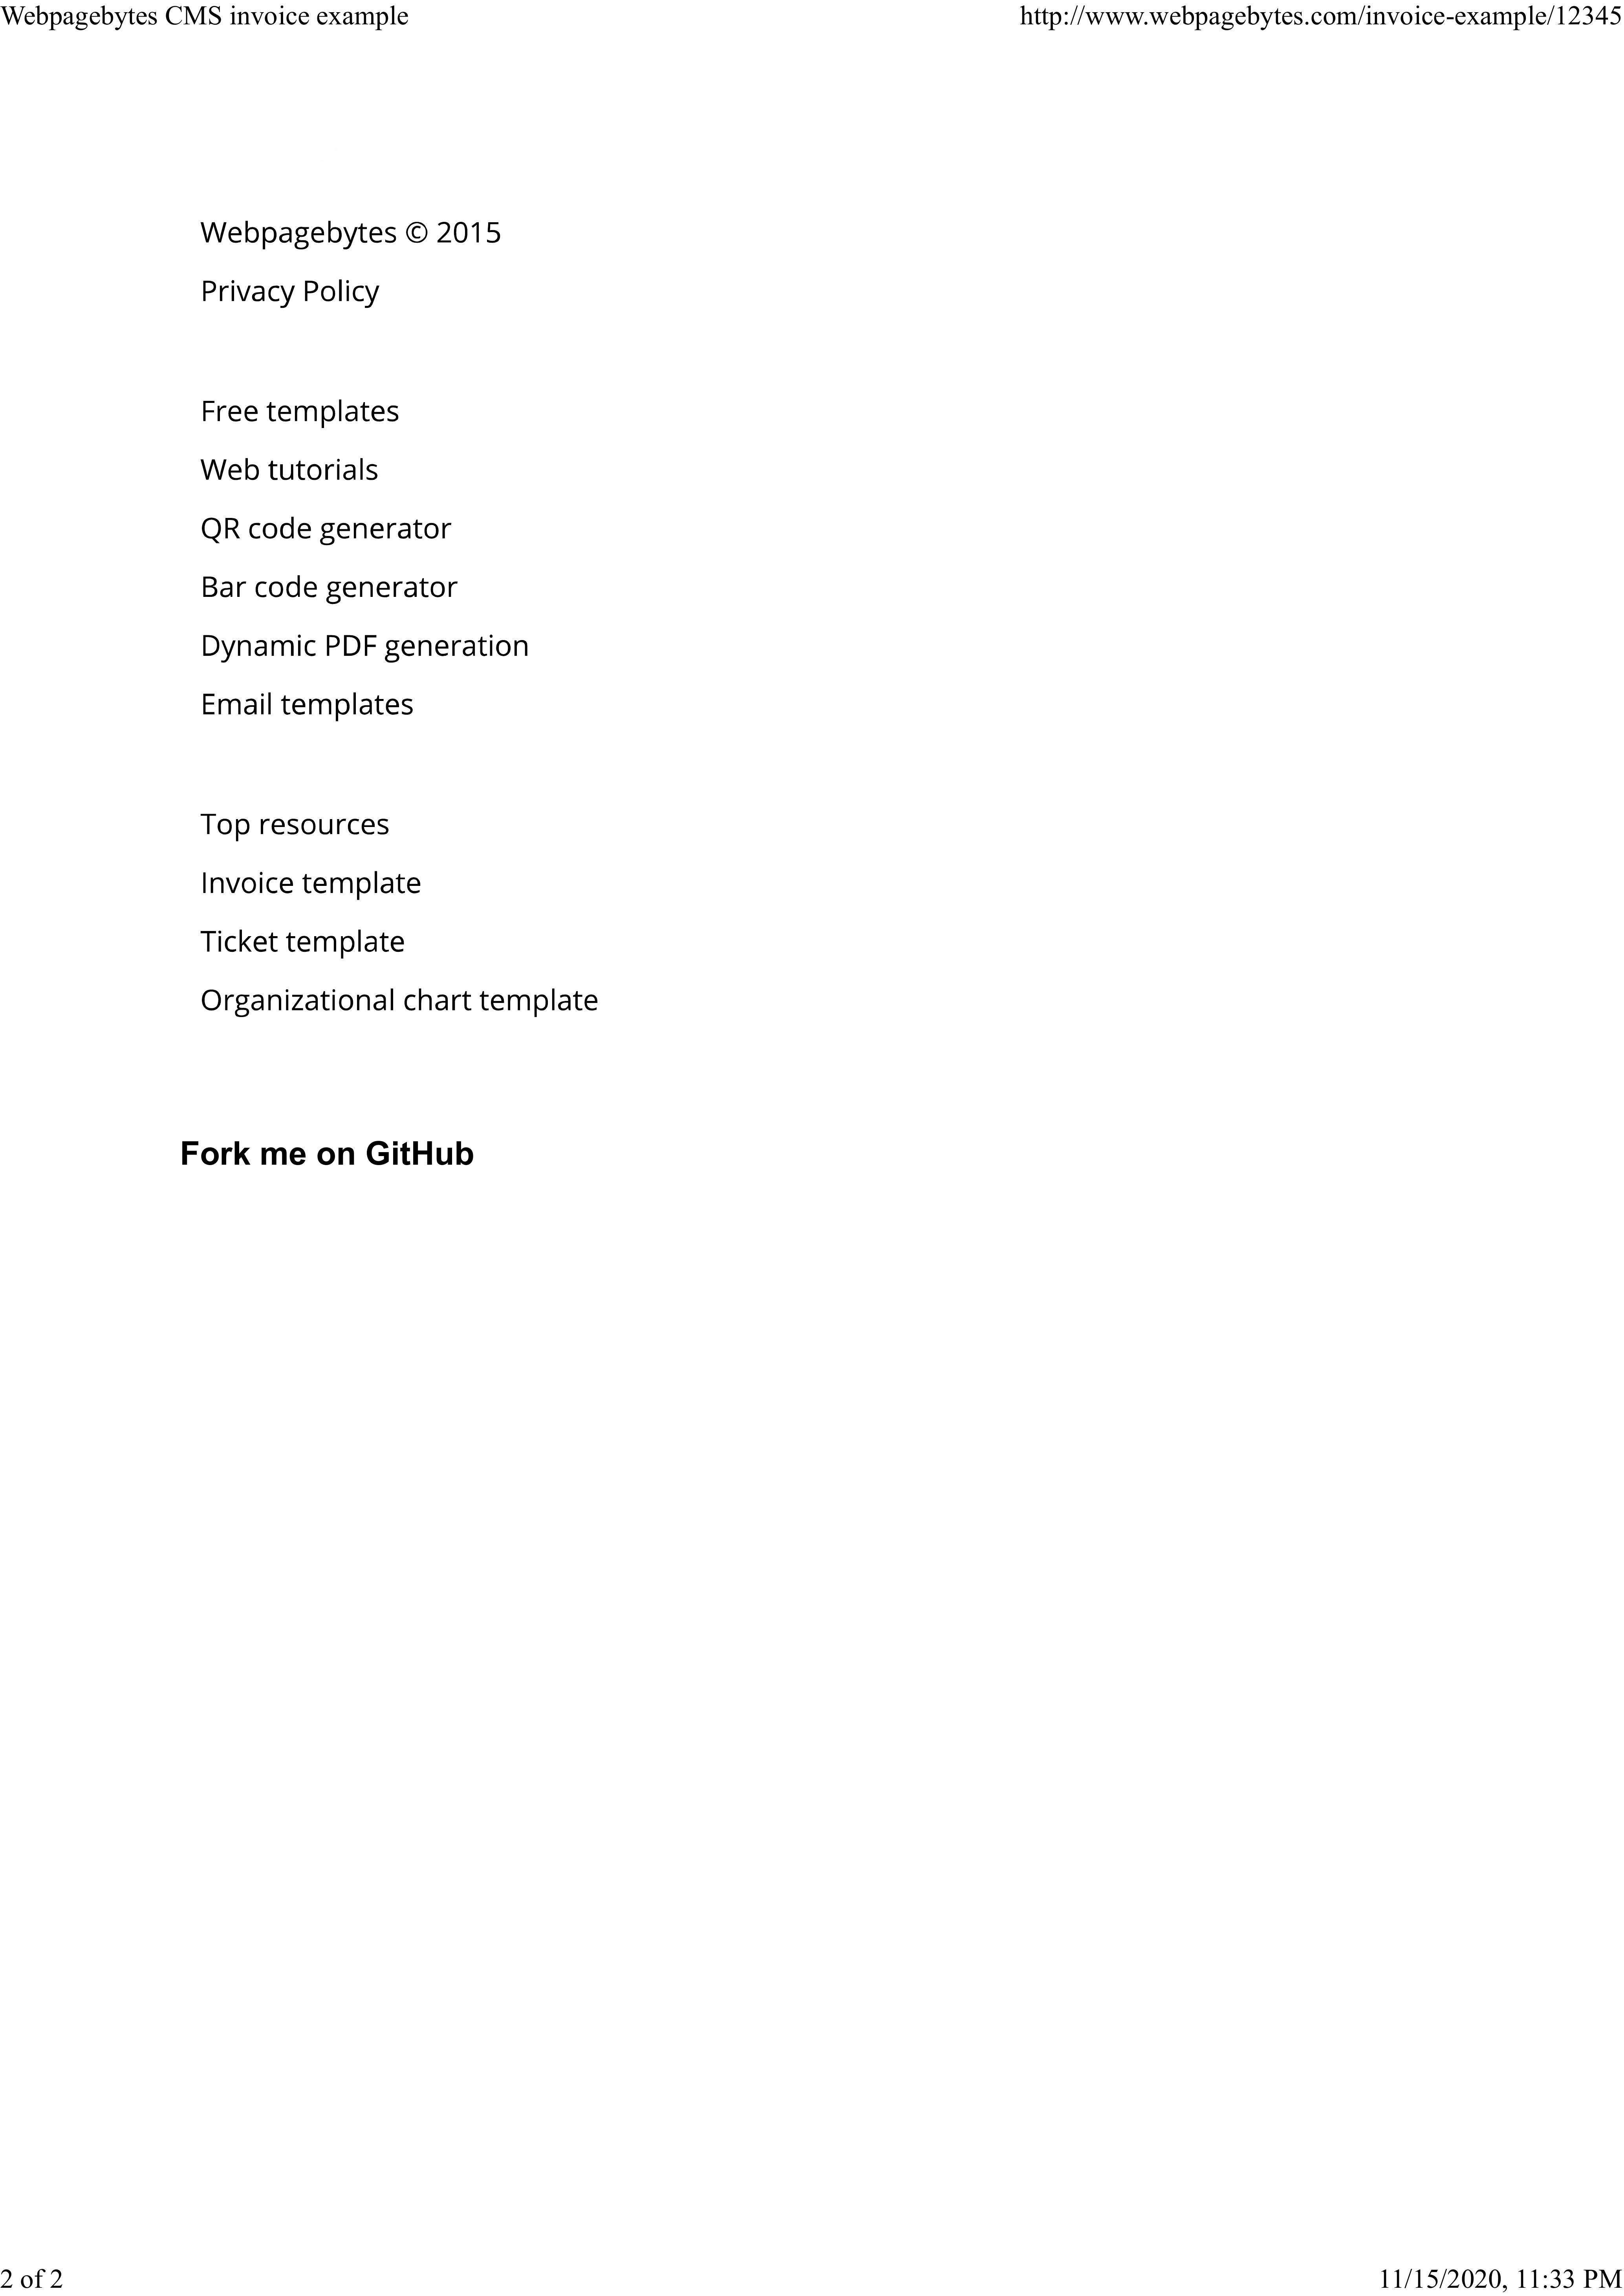 Webpagebytes CMS invoice example
http://www.webpagebytes.com/invoice-example/12345
Webpagebytes © 2015
Privacy Policy
Free templates
Web tutorials
QR code generator
Bar code generator
Dynamic PDF generation
Email templates
Top resources
Invoice template
Ticket template
Organizational chart template
Fork me on GitHub
2 of 2
11/15/2020, 11:33 PM